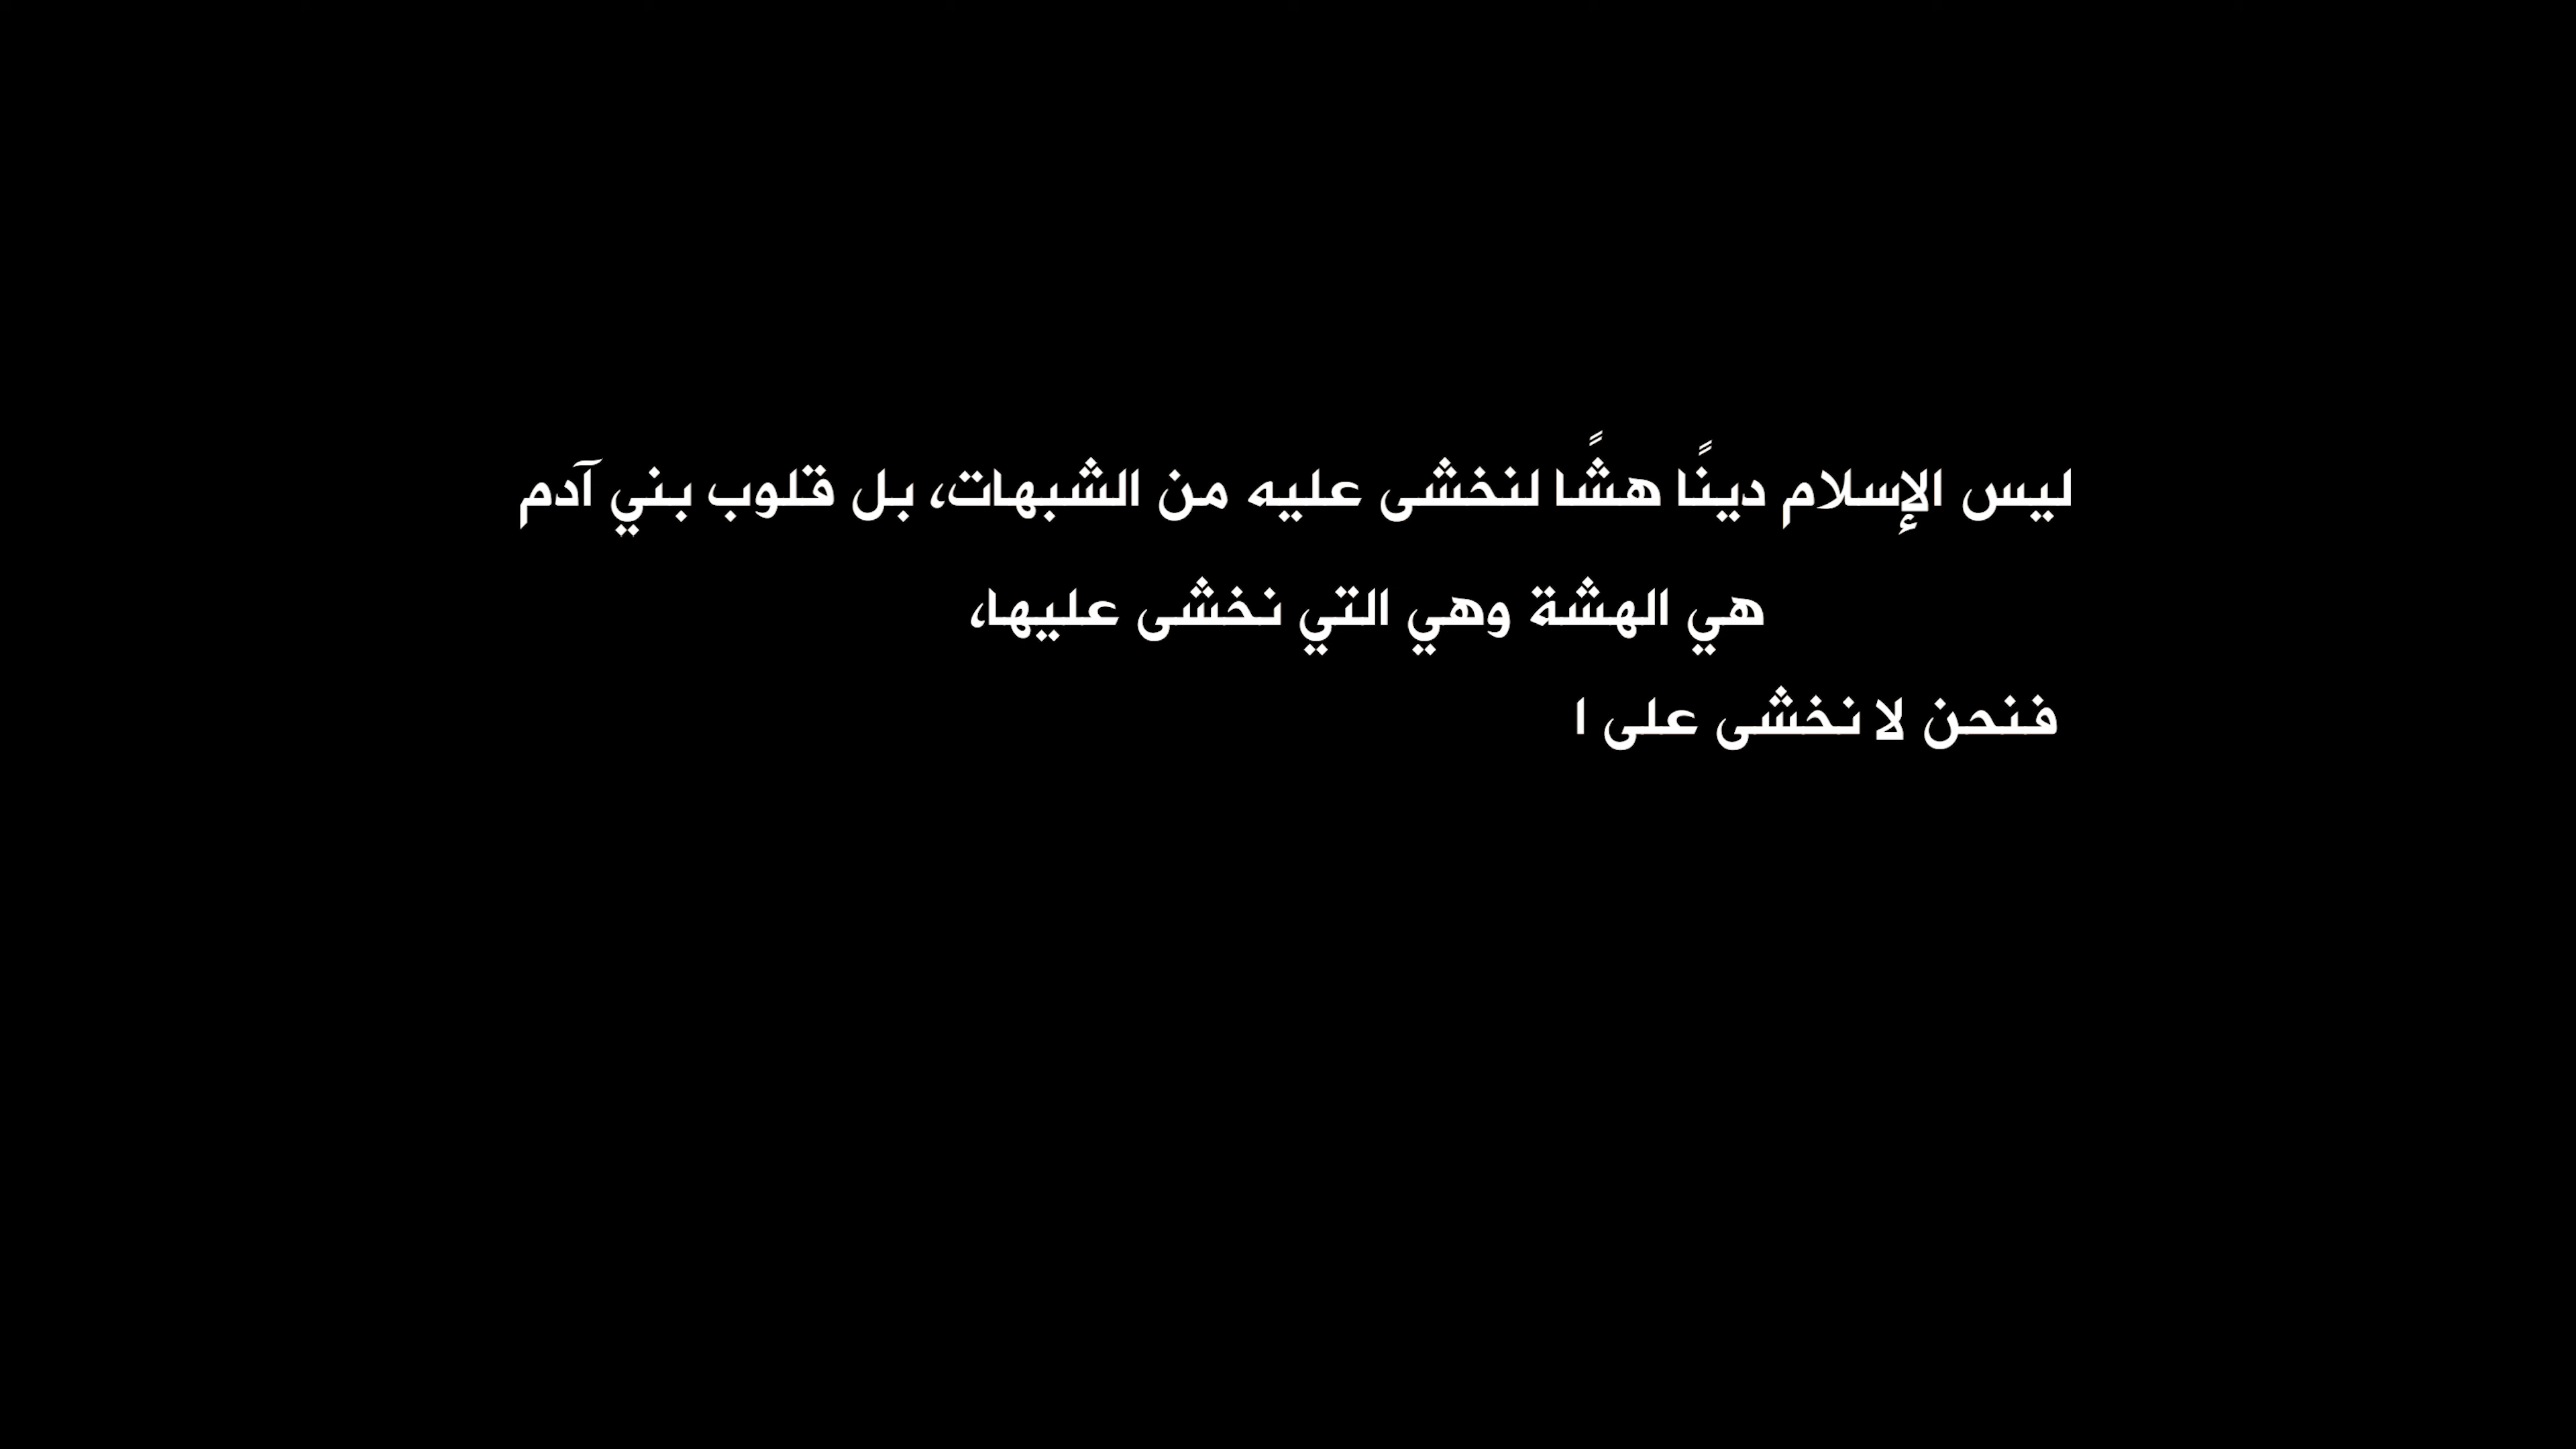 ليس الإسلام دينًا هشًا لنخشى عليه من الشبهات، بل قلوب بني آدم
هي الهشة وهي التي نخشى عليها،
فنحن لا نخشى على ا